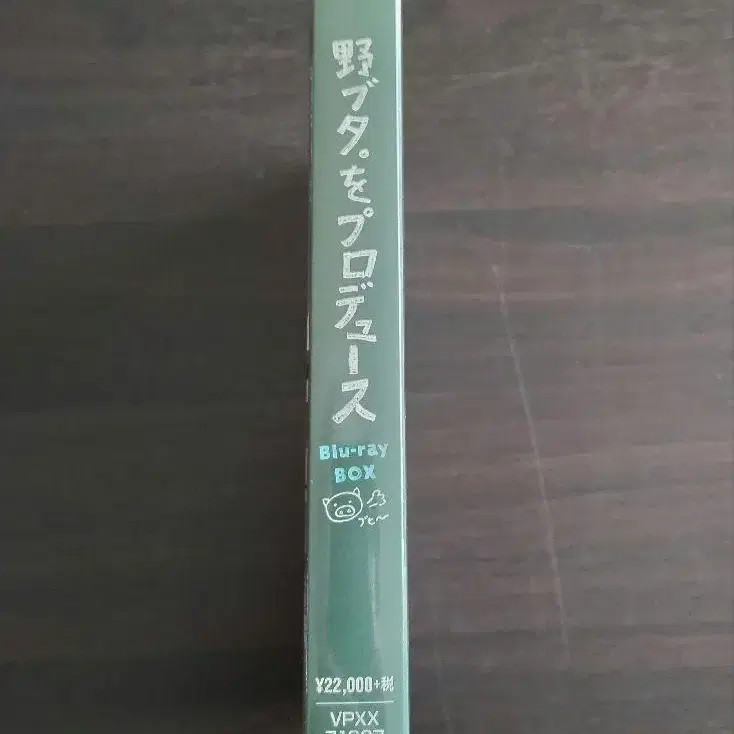 野ブタ。をプロデュース
Blu-ray
BOX
ブヒ〜
¥22,000+税
VPXX